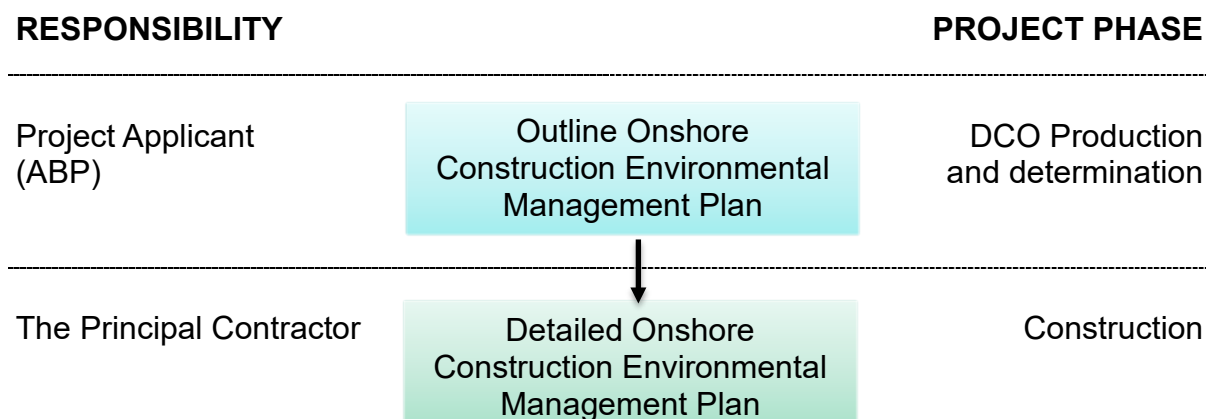 RESPONSIBILITY PROJECT PHASE
Project Applicant
(ABP)
Outline Onshore
Construction Environmental
Management Plan
DCO Production
and determination
The Principal Contractor
Detailed Onshore
Construction Environmental
Management Plan
Construction